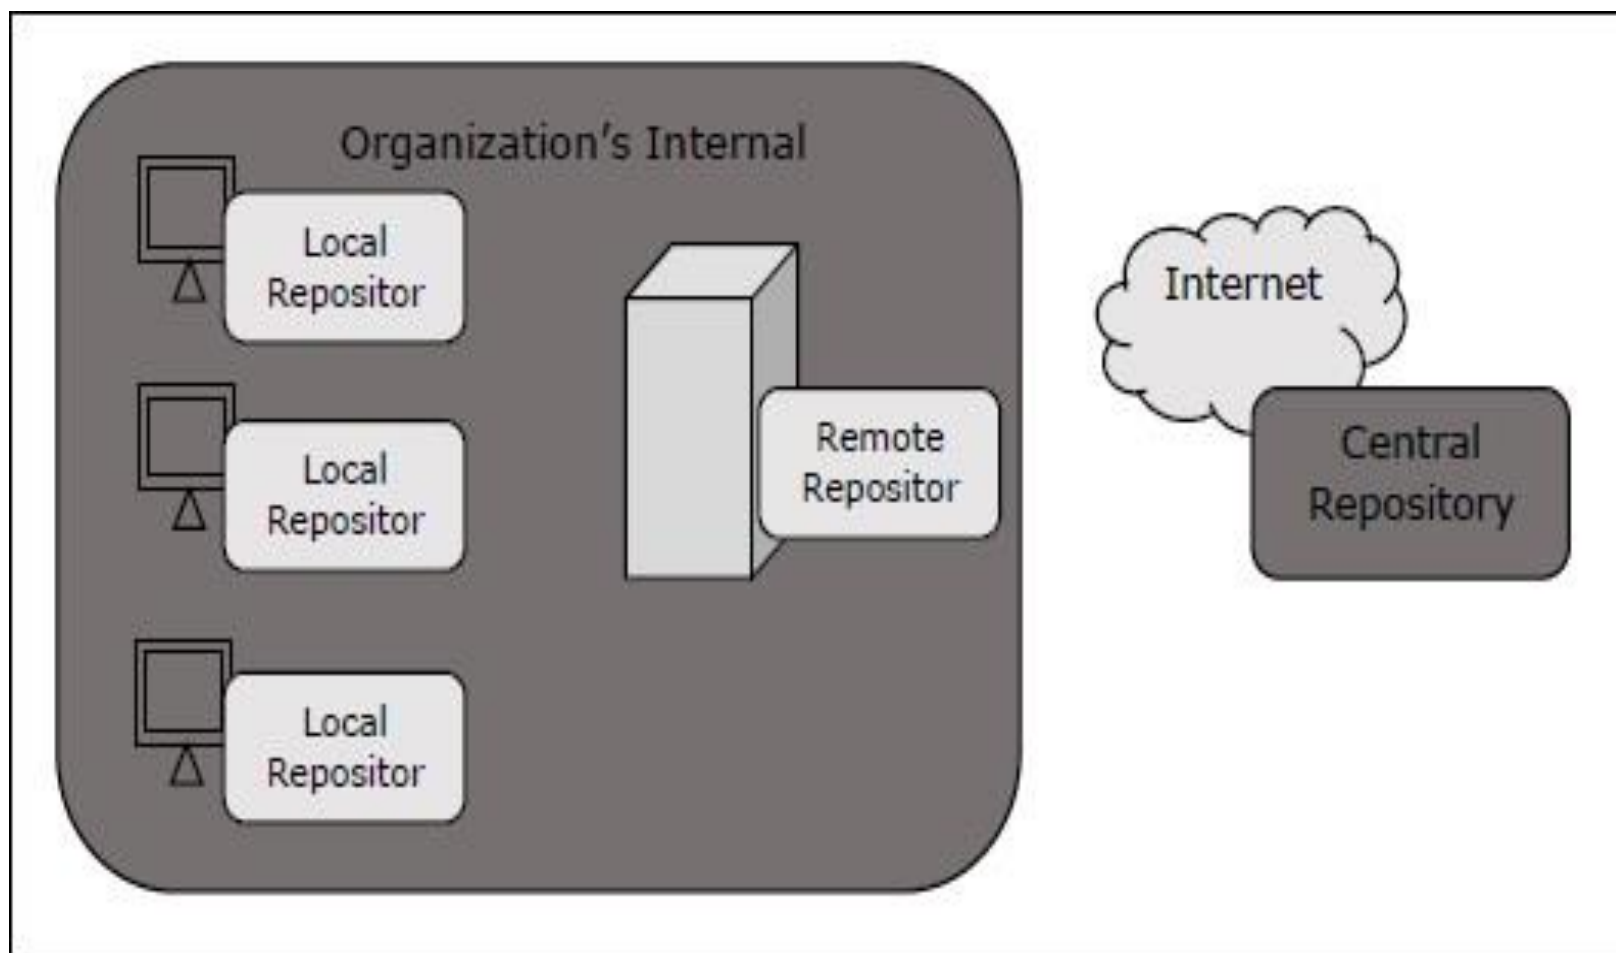 Organization's Internal
Local
Repositor
Local
Repositor
Local
Repositor
Remote
Repositor
Internet
Central
Repository